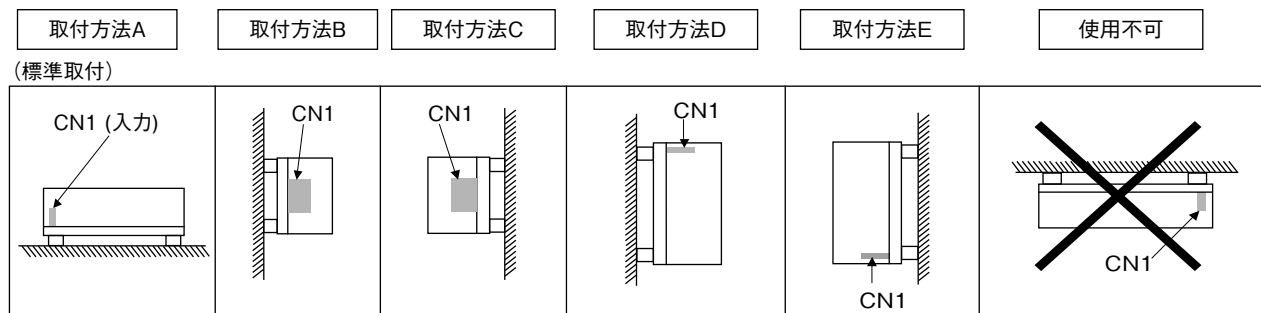 取付方法A
取付方法B
取付方法C
取付方法D
取付方法E
使用不可
(標準取付)
CN1 (入力)
CN1
CN1
CN1
CN1
CN1